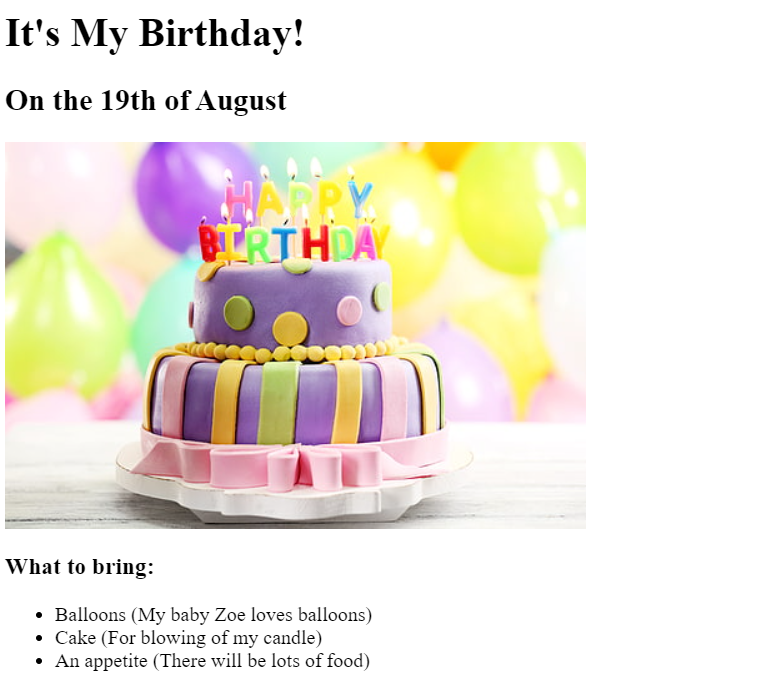 It's My Birthday!
On the 19th of August
HAPPY
BIRTHDAY
What to bring:
Balloons (My baby Zoe loves balloons)
Cake (For blowing of my candle)
An appetite (There will be lots of food)